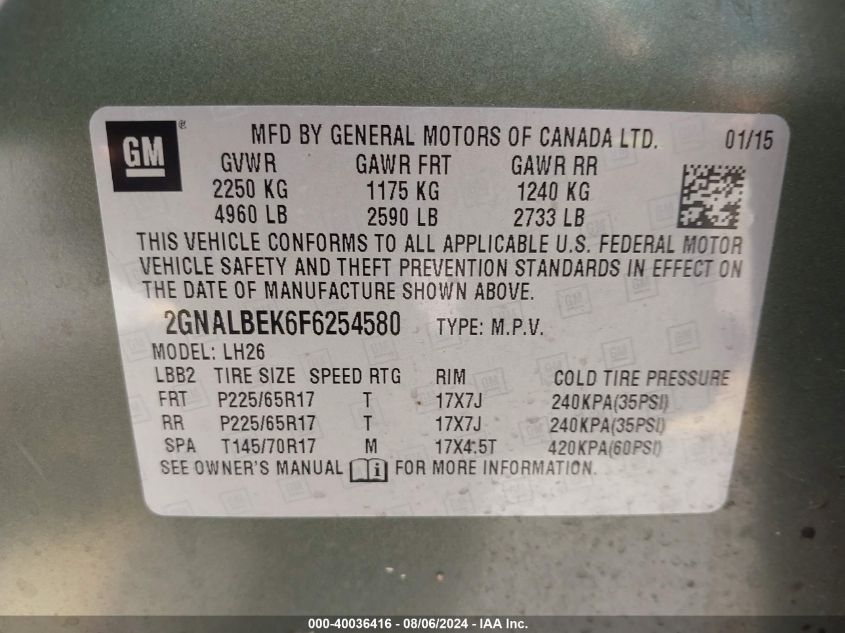 GM ® MFD BY GENERAL MOTORS OF CANADA LTD. 01/15
GVWR GAWR FRT GAWR RR
2250 KG 1175 KG 1240 KG
4960 LB 2590 LB 2733 LB
THIS VEHICLE CONFORMS TO ALL APPLICABLE U.S. FEDERAL MOTOR
VEHICLE SAFETY AND THEFT PREVENTION STANDARDS IN EFFECT ON
THE DATE OF MANUFACTURE SHOWN ABOVE.
2GNALBEK6F6254580 TYPE: M.P.V.
MODEL: LH26
LBB2 TIRE SIZE SPEED RTG RIM COLD TIRE PRESSURE
FRT P225/65R17 T 17X7J 240KPA(35PSI)
RR P225/65R17 T 17X7J 240KPA(35PSI)
SPA T145/70R17 M 17X4.5T 420KPA(60PSI)
SEE OWNER'S MANUAL i FOR MORE INFORMATION.
000-40036416 - 08/06/2024 - IAA Inc.